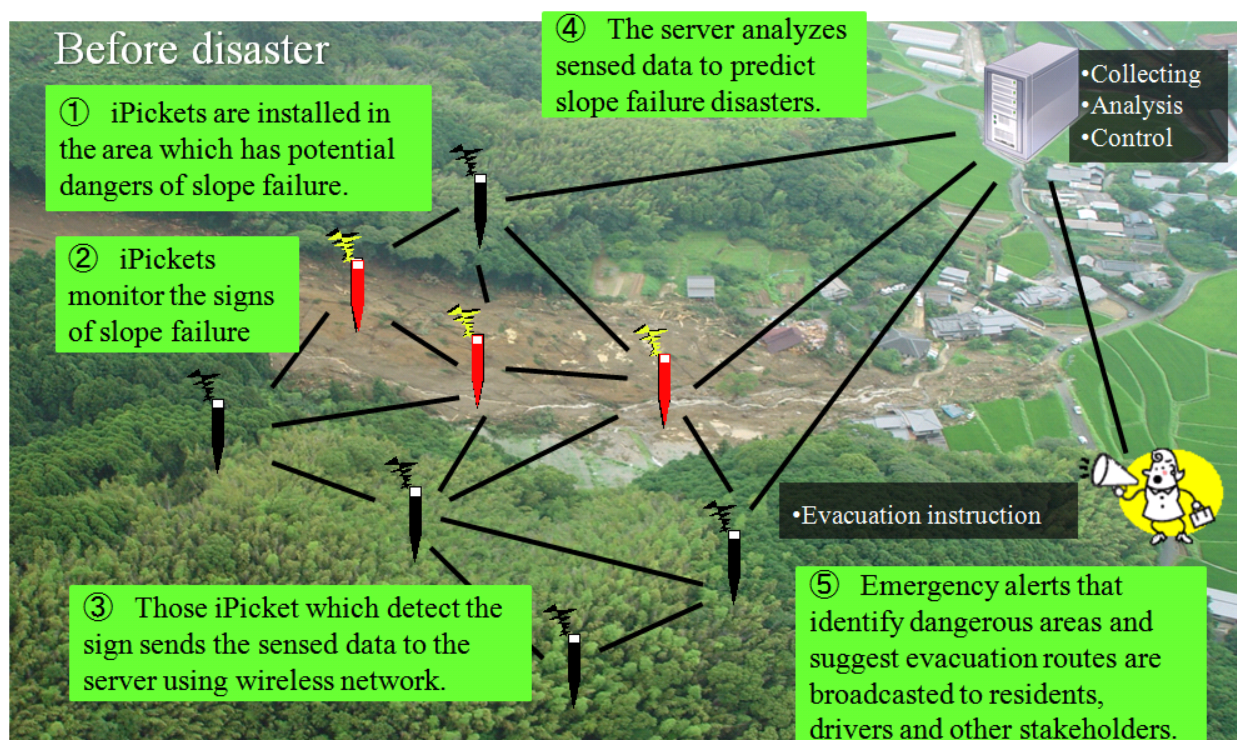 Before disaster
① iPickets are installed in
the area which has potential
dangers of slope failure.
② iPickets
monitor the signs
of slope failure
③ Those iPicket which detect the
sign sends the sensed data to the
server using wireless network.
④ The server analyzes
sensed data to predict
slope failure disasters.
•Collecting
•Analysis
•Control
•Evacuation instruction
⑤ Emergency alerts that
identify dangerous areas and
suggest evacuation routes are
broadcasted to residents,
drivers and other stakeholders.